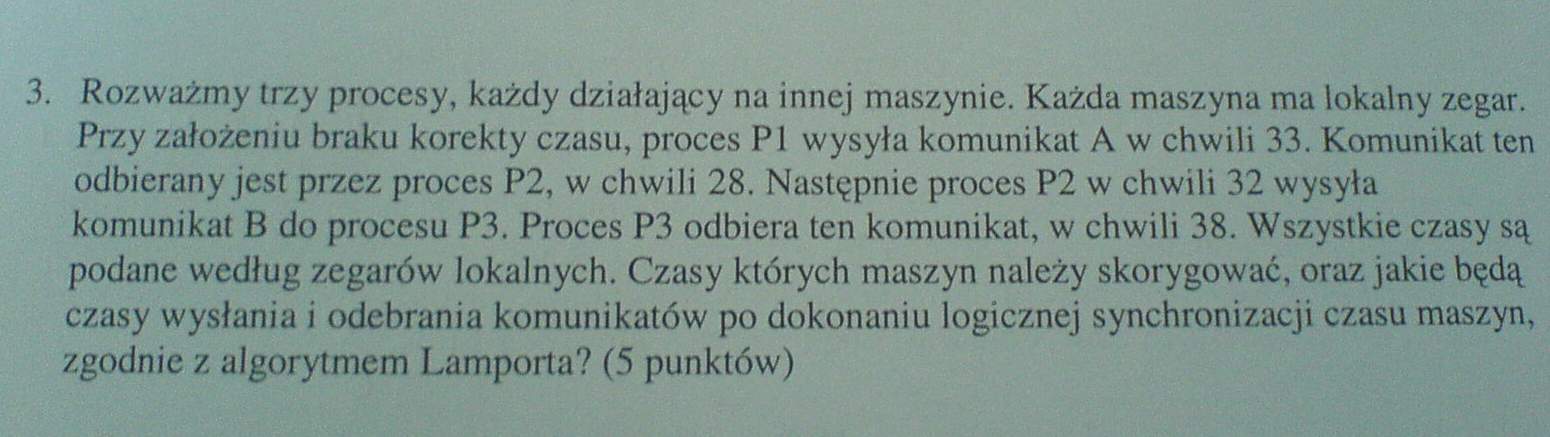 3. Rozważmy trzy procesy, każdy działający na innej maszynie. Każda maszyna ma lokalny zegar.
Przy założeniu braku korekty czasu, proces P1 wysyła komunikat A w chwili 33. Komunikat ten
odbierany jest przez proces P2, w chwili 28. Następnie proces P2 w chwili 32 wysyła
komunikat B do procesu P3. Proces P3 odbiera ten komunikat, w chwili 38. Wszystkie czasy są
podane według zegarów lokalnych. Czasy których maszyn należy skorygować, oraz jakie będą
czasy wysłania i odebrania komunikatów po dokonaniu logicznej synchronizacji czasu maszyn,
zgodnie z algorytmem Lamporta? (5 punktów)